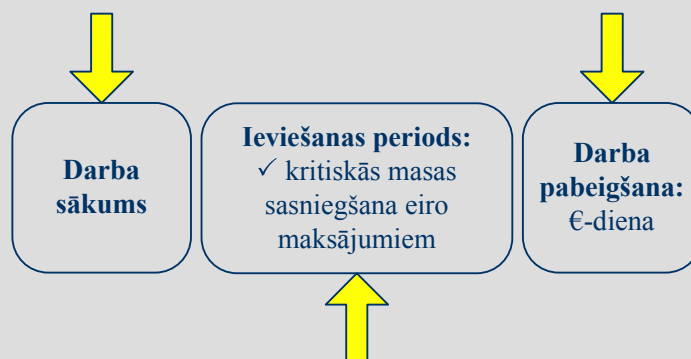 Darba
sākums
Ieviešanas periods:
✓ kritiskās masas
sasniegšana eiro
maksājumiem
Darba
pabeigšana:
€-diena